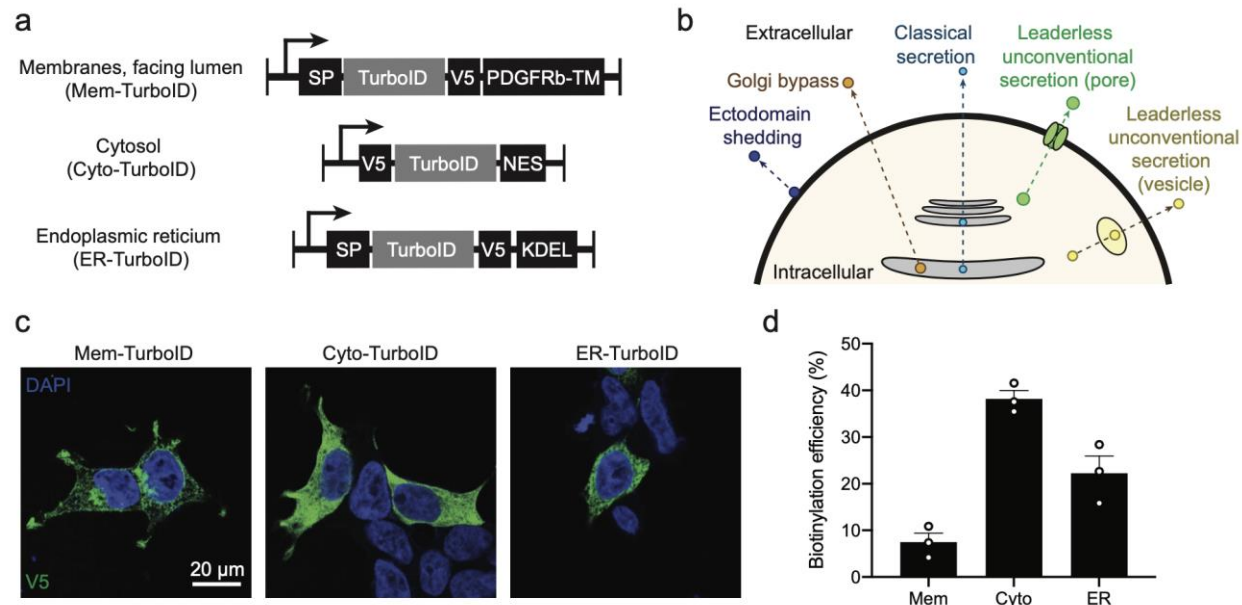 a
Membranes, facing lumen
(Mem-TurboID)
SP TurboID V5 PDGFRb-TM
Cytosol
(Cyto-TurboID)
V5 TurboID NES
Endoplasmic reticium
(ER-TurboID)
SP TurboID V5 KDEL
b
Extracellular
Classical
secretion
Leaderless
unconventional
secretion (pore)
Golgi bypass
Ectodomain
shedding
Leaderless
unconventional
secretion
(vesicle)
Intracellular
c
Mem-TurboID
Cyto-TurboID
ER-TurboID
DAPI
V5
20 µm
d
Biotinylation efficiency (%)
50
40
30
20
10
0
Mem Cyto ER